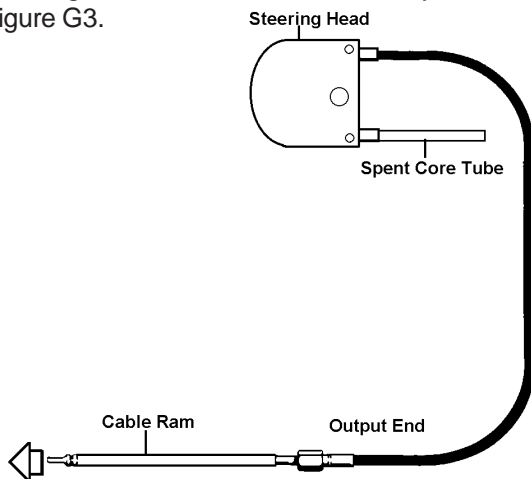 igure G3.
Steering Head
Spent Core Tube
Cable Ram
Output End